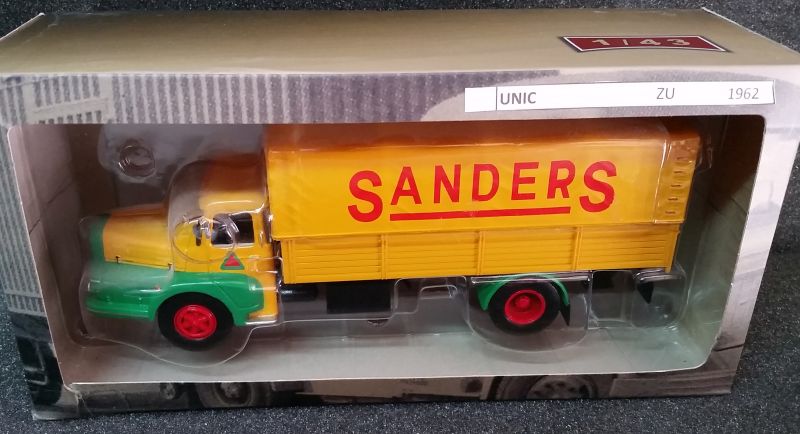 1/43
UNIC ZU 1962
SANDERS